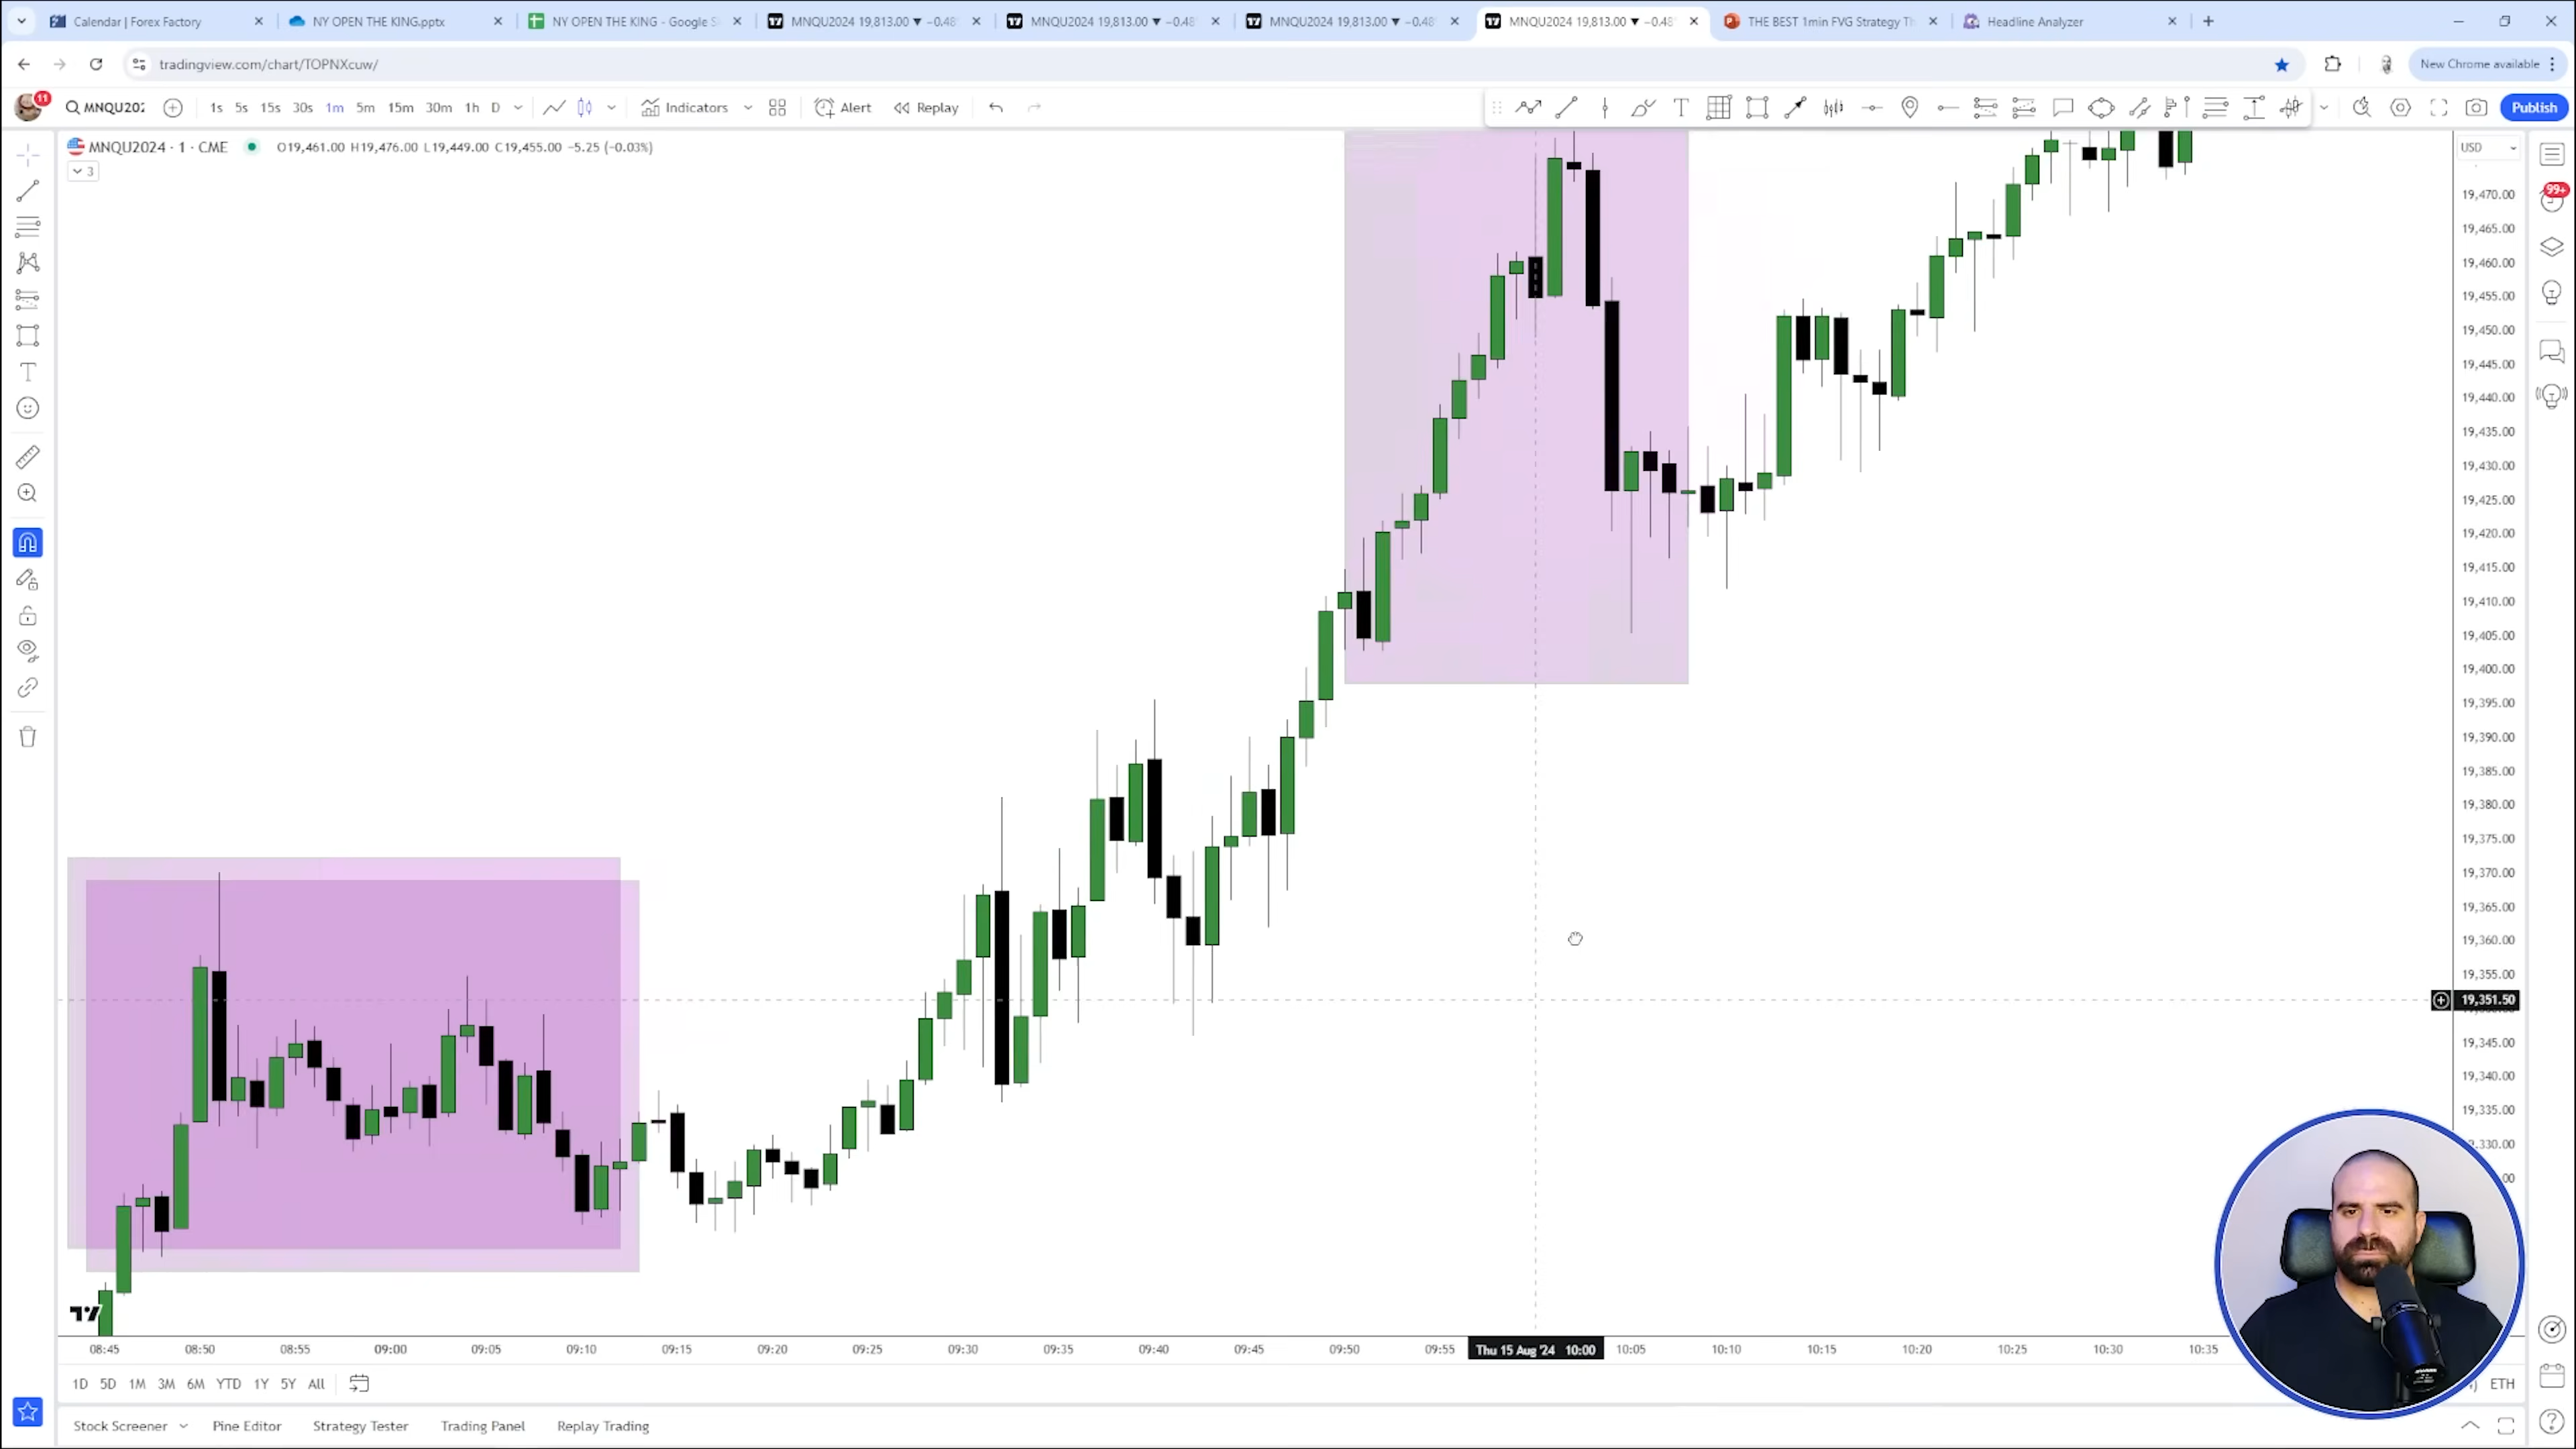 Calendar | Forex Factory
NY OPEN THE KING.pptx
NY OPEN THE KING - Google S
MNQU2024 19,813.00 ▼ −0.48
MNQU2024 19,813.00 ▼ −0.48
MNQU2024 19,813.00 ▼ −0.48
MNQU2024 19,813.00 ▼ −0.48
THE BEST 1min FVG Strategy T
Headline Analyzer
tradingview.com/chart/TOPNXcuw/
New Chrome available
11
MNQU202
1s 5s 15s 30s 1m 5m 15m 30m 1h D
Indicators
Alert
Replay
Publish
MNQU2024 · 1 · CME
O19,461.00 H19,476.00 L19,449.00 C19,455.00 −5.25 (−0.03%)
3
USD
99+
19,470.00
19,465.00
19,460.00
19,455.00
19,450.00
19,445.00
19,440.00
19,435.00
19,430.00
19,425.00
19,420.00
19,415.00
19,410.00
19,405.00
19,400.00
19,395.00
19,390.00
19,385.00
19,380.00
19,375.00
19,370.00
19,365.00
19,360.00
19,355.00
19,351.50
19,345.00
19,340.00
19,335.00
08:45 08:50 08:55 09:00 09:05 09:10 09:15 09:20 09:25 09:30 09:35 09:40 09:45 09:50 09:55 Thu 15 Aug '24 10:00 10:05 10:10 10:15 10:20 10:25 10:30 10:35
1D 5D 1M 3M 6M YTD 1Y 5Y All
ETH
Stock Screener
Pine Editor
Strategy Tester
Trading Panel
Replay Trading